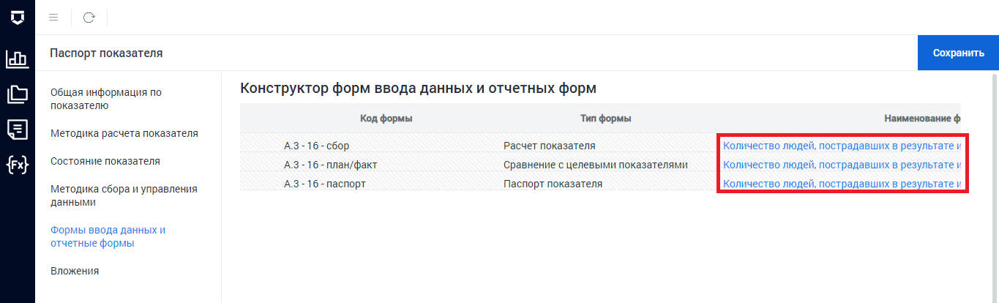 Паспорт показателя
Сохранить
Общая информация по
показателю
Методика расчета показателя
Состояние показателя
Методика сбора и управления
данными
Формы ввода данных и
отчетные формы
Вложения
Конструктор форм ввода данных и отчетных форм
Код формы Тип формы Наименование ф
А.3 - 16 - сбор Расчет показателя Количество людей, пострадавших в результате и
А.3 - 16 - план/факт Сравнение с целевыми показателями Количество людей, пострадавших в результате и
А.3 - 16 - паспорт Паспорт показателя Количество людей, пострадавших в результате и
{Fx}